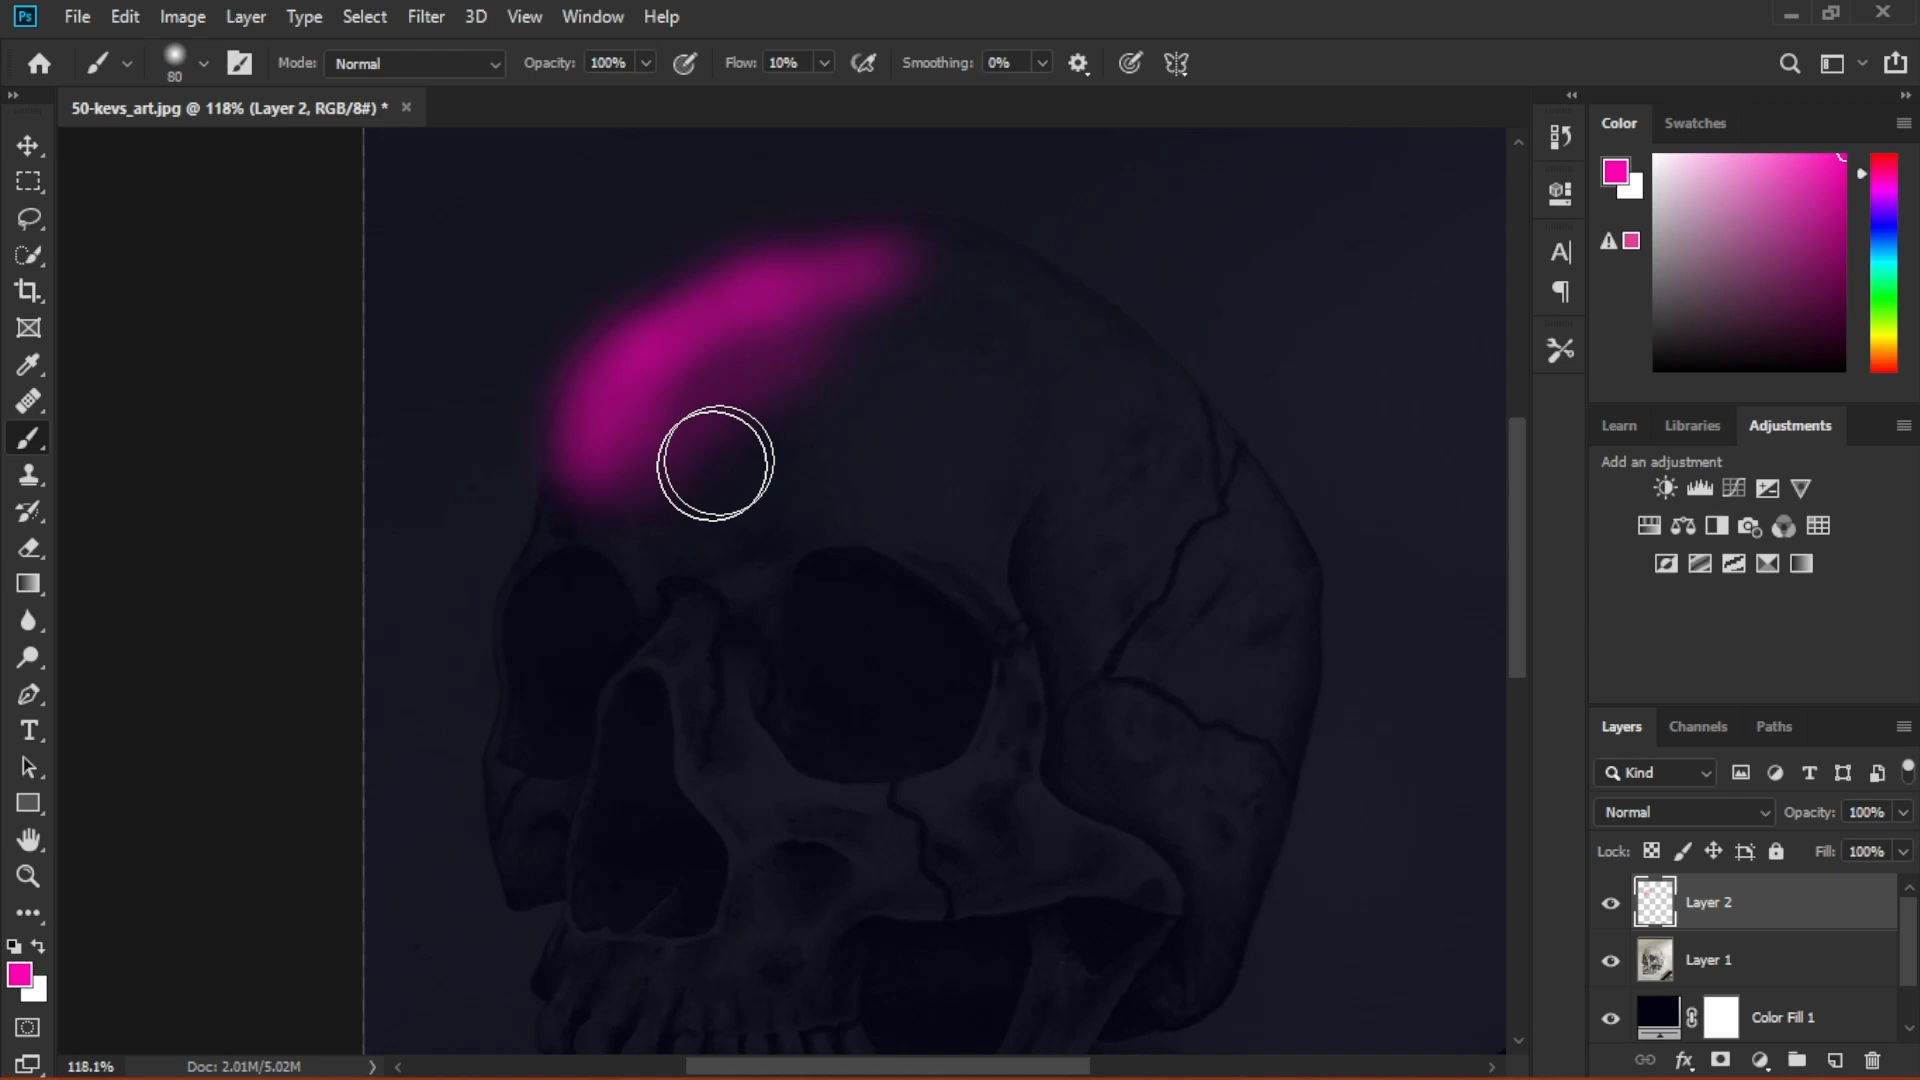 Ps File Edit Image Layer Type Select Filter 3D View Window Help
80 Mode: Normal Opacity: 100% Flow: 10% Smoothing: 0%
50-kevs_art.jpg @ 118% (Layer 2, RGB/8#) * ×
Color Swatches
Learn Libraries Adjustments
Add an adjustment
Layers Channels Paths
Kind
Normal Opacity: 100%
Lock: Fill: 100%
Layer 2
Layer 1
Color Fill 1
118.1% Doc: 2.01M/5.02M